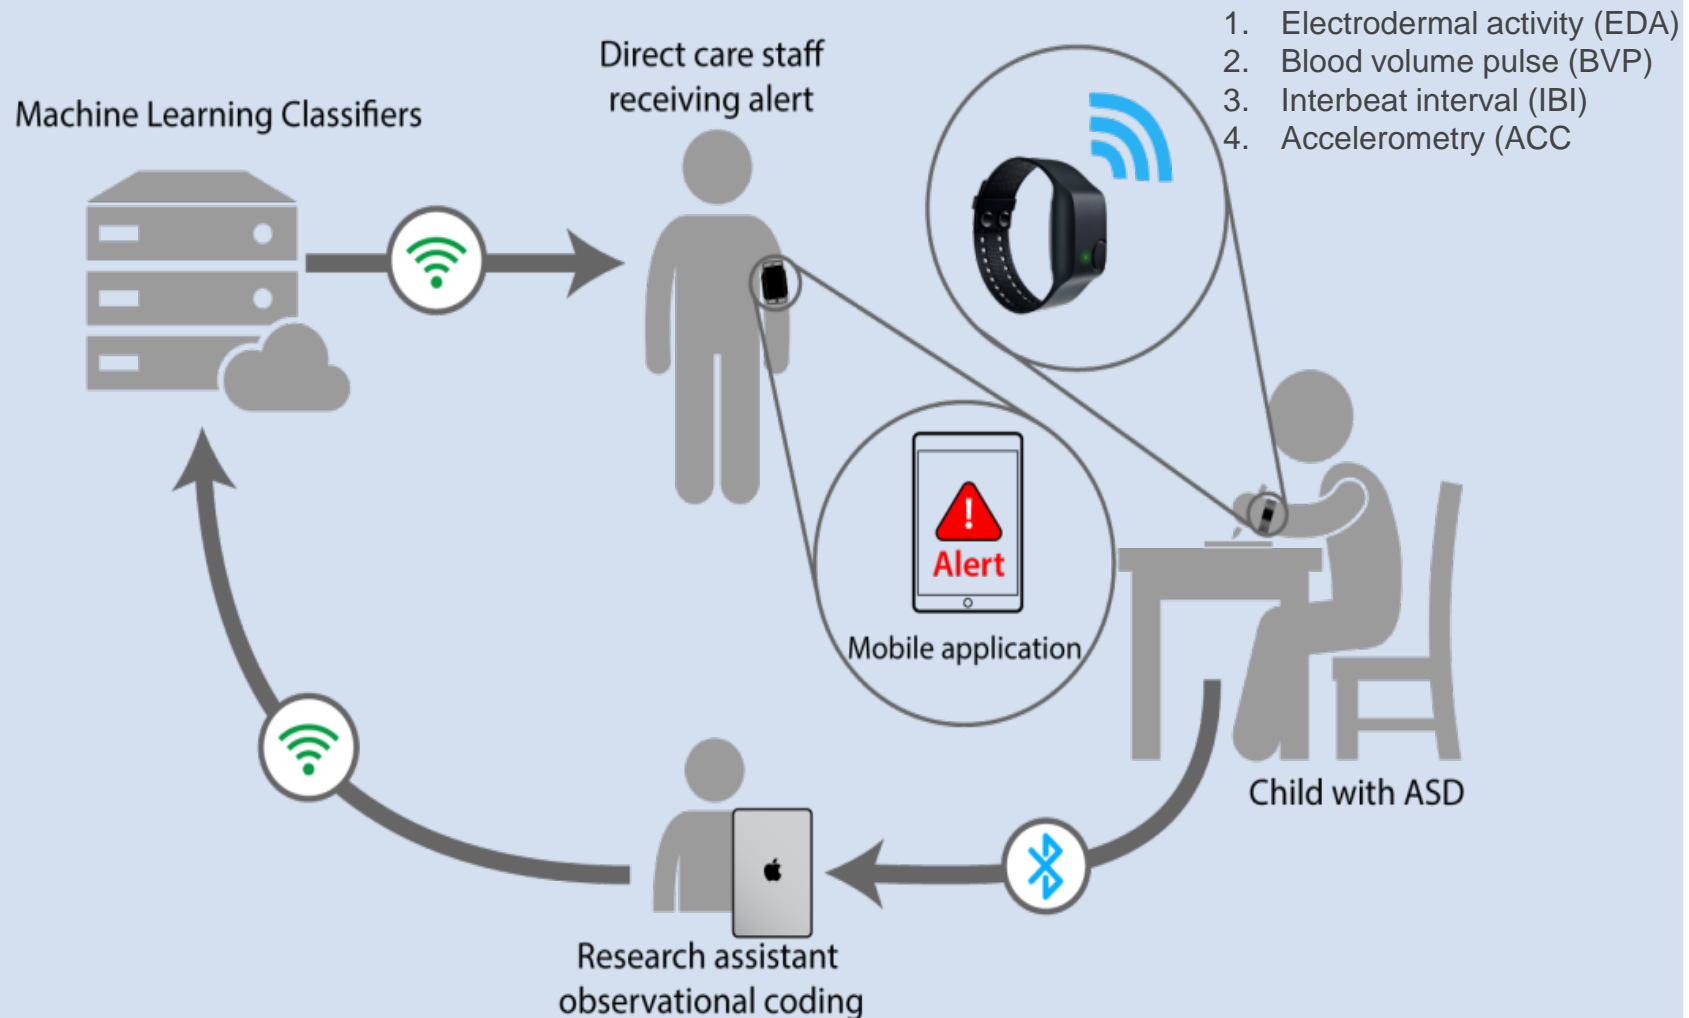 1. Electrodermal activity (EDA)
2. Blood volume pulse (BVP)
3. Interbeat interval (IBI)
4. Accelerometry (ACC
Direct care staff
receiving alert
Machine Learning Classifiers
!
Alert
Mobile application
Child with ASD
Research assistant
observational coding